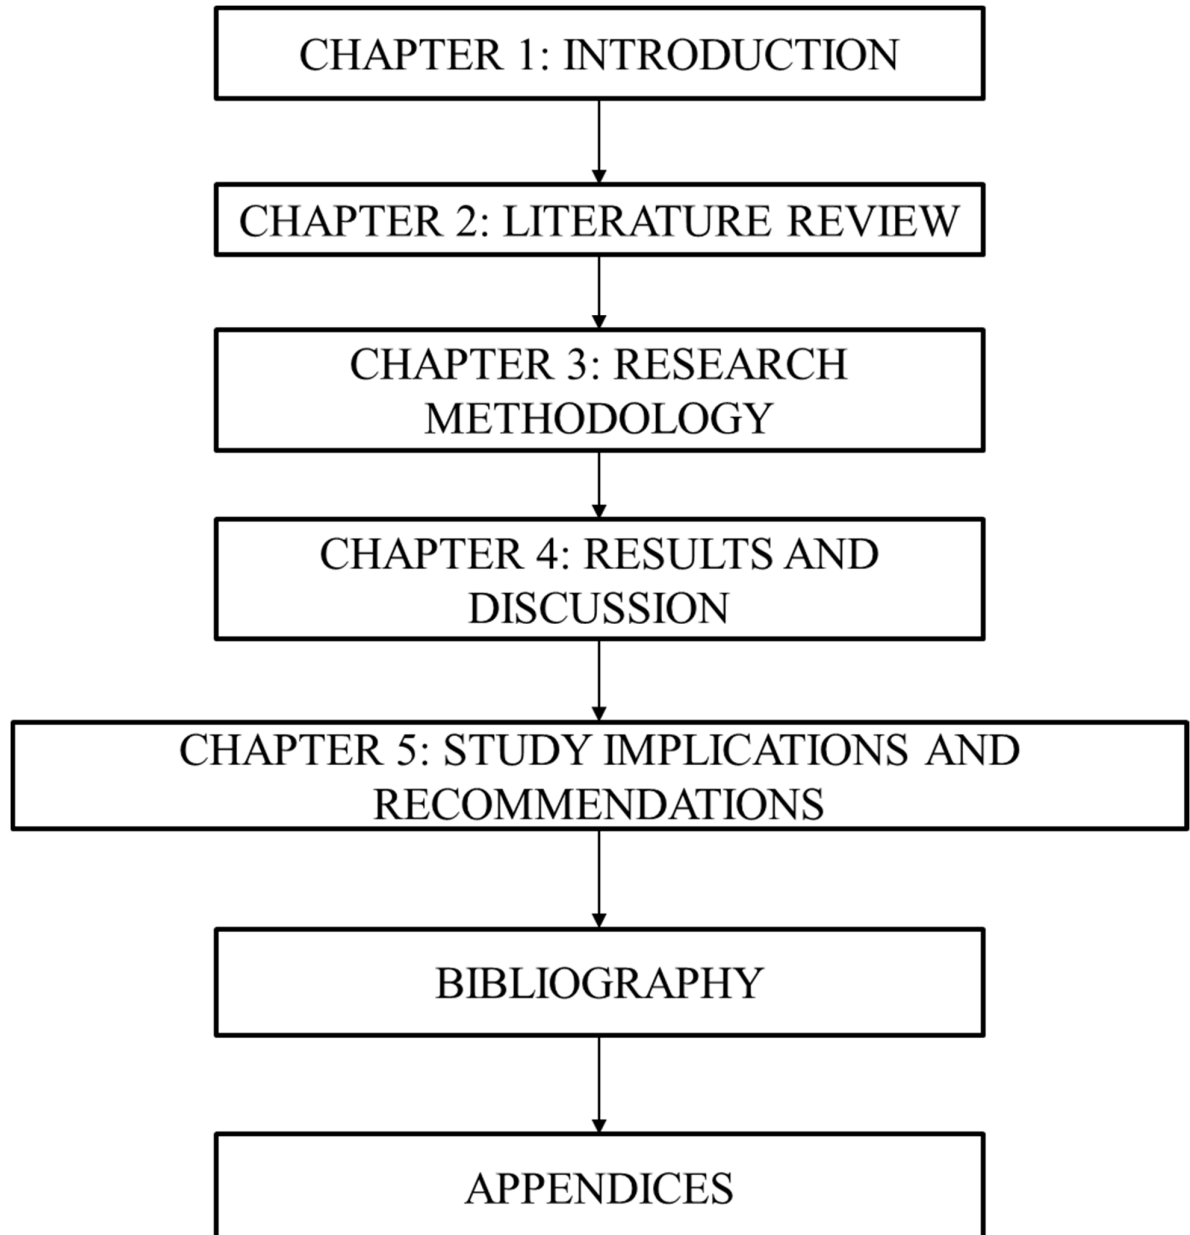 CHAPTER 1: INTRODUCTION
CHAPTER 2: LITERATURE REVIEW
CHAPTER 3: RESEARCH
METHODOLOGY
CHAPTER 4: RESULTS AND
DISCUSSION
CHAPTER 5: STUDY IMPLICATIONS AND
RECOMMENDATIONS
BIBLIOGRAPHY
APPENDICES